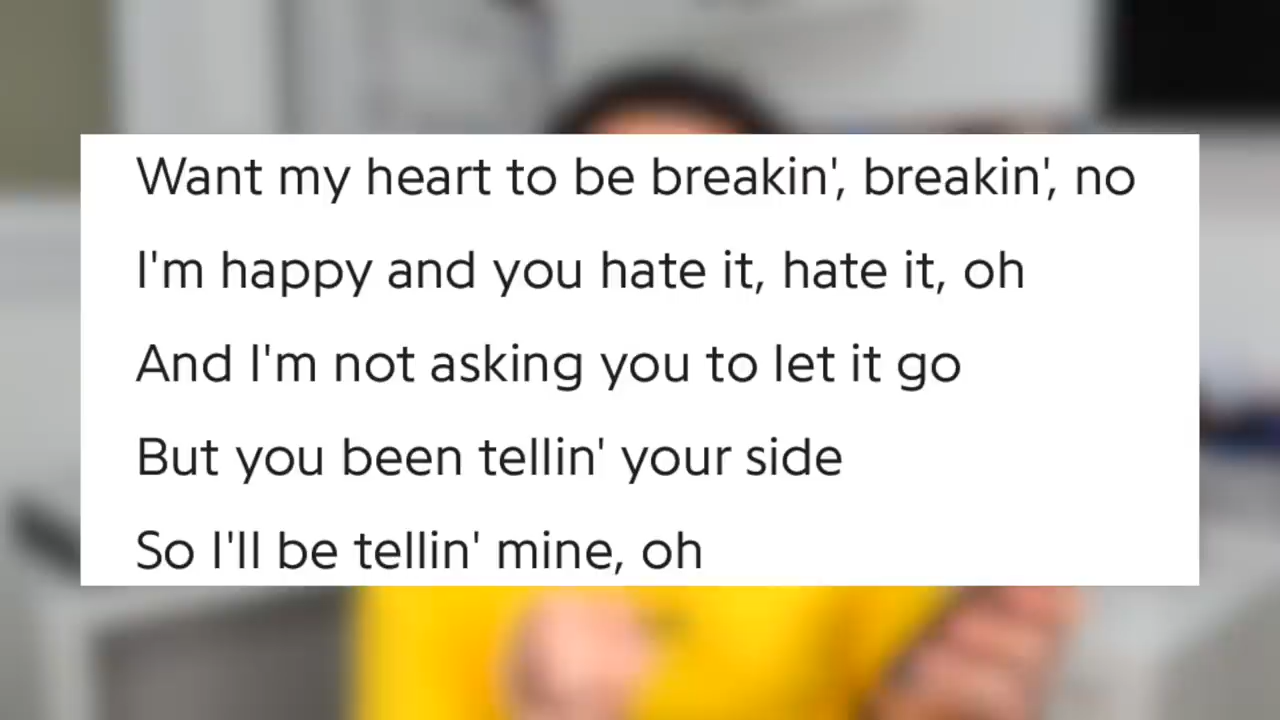 Want my heart to be breakin', breakin', no
I'm happy and you hate it, hate it, oh
And I'm not asking you to let it go
But you been tellin' your side
So I'll be tellin' mine, oh